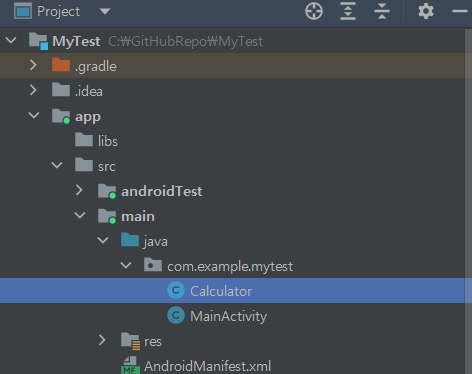 Project
MyTest C:₩GitHubRepo₩MyTest
.gradle
.idea
app
libs
src
androidTest
main
java
com.example.mytest
C Calculator
C MainActivity
res
MF AndroidManifest.xml